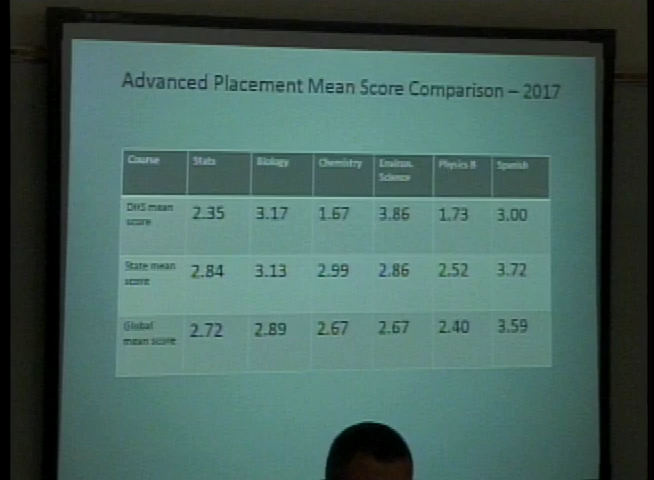 Advanced Placement Mean Score Comparison – 2017
Course Stats Biology Chemistry Environ. Science Physics B Spanish
DHS mean score 2.35 3.17 1.67 3.86 1.73 3.00
State mean score 2.84 3.13 2.99 2.86 2.52 3.72
Global mean score 2.72 2.89 2.67 2.67 2.40 3.59